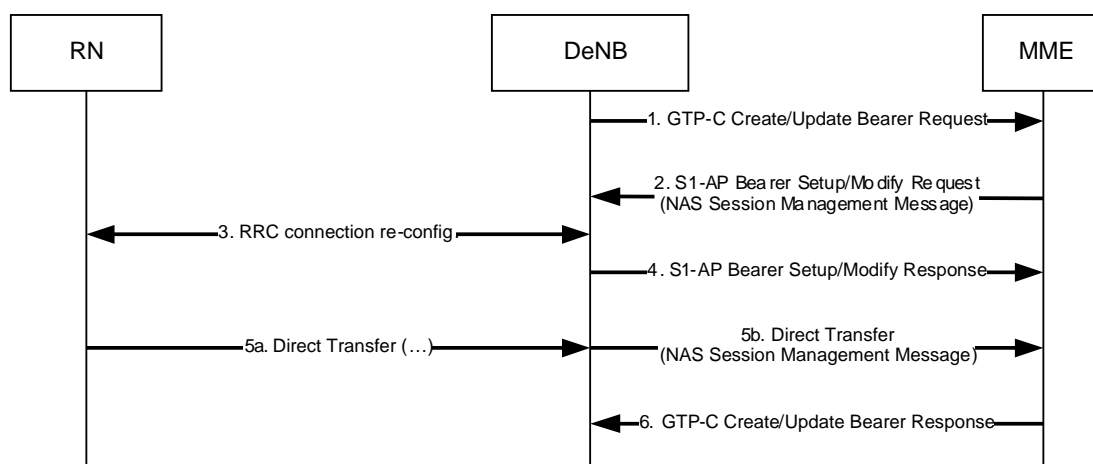 RN
DeNB
MME
1. GTP-C Create/Update Bearer Request
2. S1-AP Bearer Setup/Modify Request
(NAS Session Management Message)
3. RRC connection re-config.
4. S1-AP Bearer Setup/Modify Response
5a. Direct Transfer (…)
5b. Direct Transfer
(NAS Session Management Message)
6. GTP-C Create/Update Bearer Response